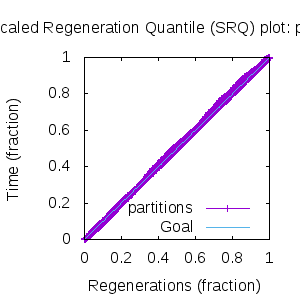 caled Regeneration Quantile (SRQ) plot: p
1
0.8
0.6
0.4
0.2
0
Time (fraction)
partitions
Goal
0 0.2 0.4 0.6 0.8 1
Regenerations (fraction)